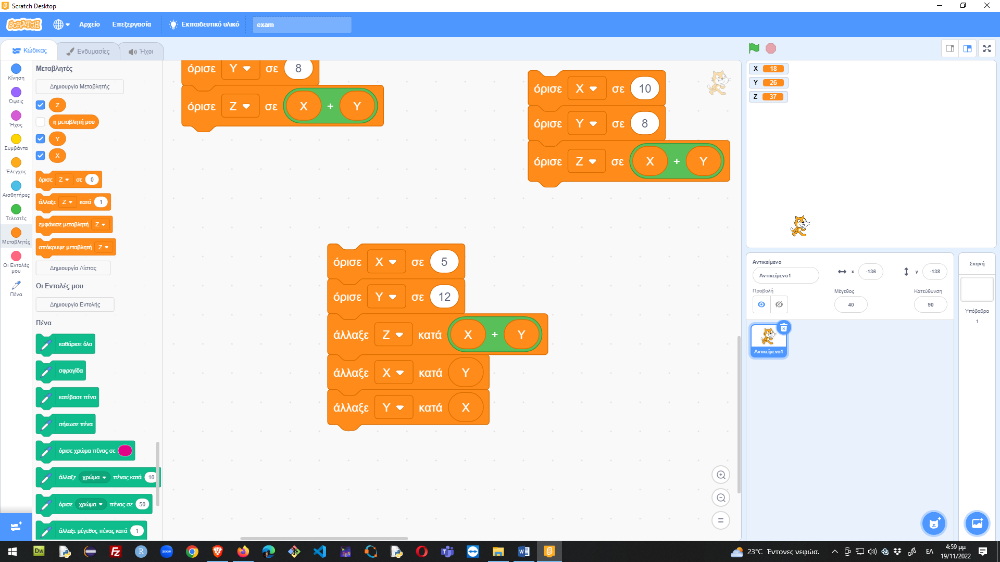 Scratch Desktop
SCRATCH
Αρχείο
Επεξεργασία
Εκπαιδευτικό υλικό
exam
Κώδικας
Ενδυμασίες
Ήχοι
Κίνηση
Όψεις
Ήχος
Συμβάντα
Έλεγχος
Αισθητήρες
Τελεστές
Μεταβλητές
Οι Εντολές
μου
Πένα
Μεταβλητές
Δημιουργία Μεταβλητής
Z
η μεταβλητή μου
Y
X
όρισε Z σε 0
άλλαξε Z κατά 1
εμφάνισε μεταβλητή Z
απόκρυψε μεταβλητή Z
Δημιουργία Λίστας
Οι Εντολές μου
Δημιουργία Εντολής
Πένα
καθάρισε όλα
σφραγίδα
κατέβασε πένα
σήκωσε πένα
όρισε χρώμα πένας σε
άλλαξε χρώμα πένας κατά 10
όρισε χρώμα πένας σε 50
άλλαξε μέγεθος πένας κατά 1
όρισε Y σε 8
όρισε Z σε X + Y
όρισε X σε 10
όρισε Y σε 8
όρισε Z σε X + Y
όρισε X σε 5
όρισε Y σε 12
άλλαξε Z κατά X + Y
άλλαξε X κατά Y
άλλαξε Y κατά X
X 18
Y 26
Z 37
Αντικείμενο
Αντικείμενο1
x -136
y -138
Προβολή
Μέγεθος
40
Κατεύθυνση
90
Αντικείμενο1
Σκηνή
Υπόβαθρα
1
Dw
Fz
R
zoom
TEX
W
23°C Έντονες νεφώσ.
ΕΛ
4:59 μμ
19/11/2022